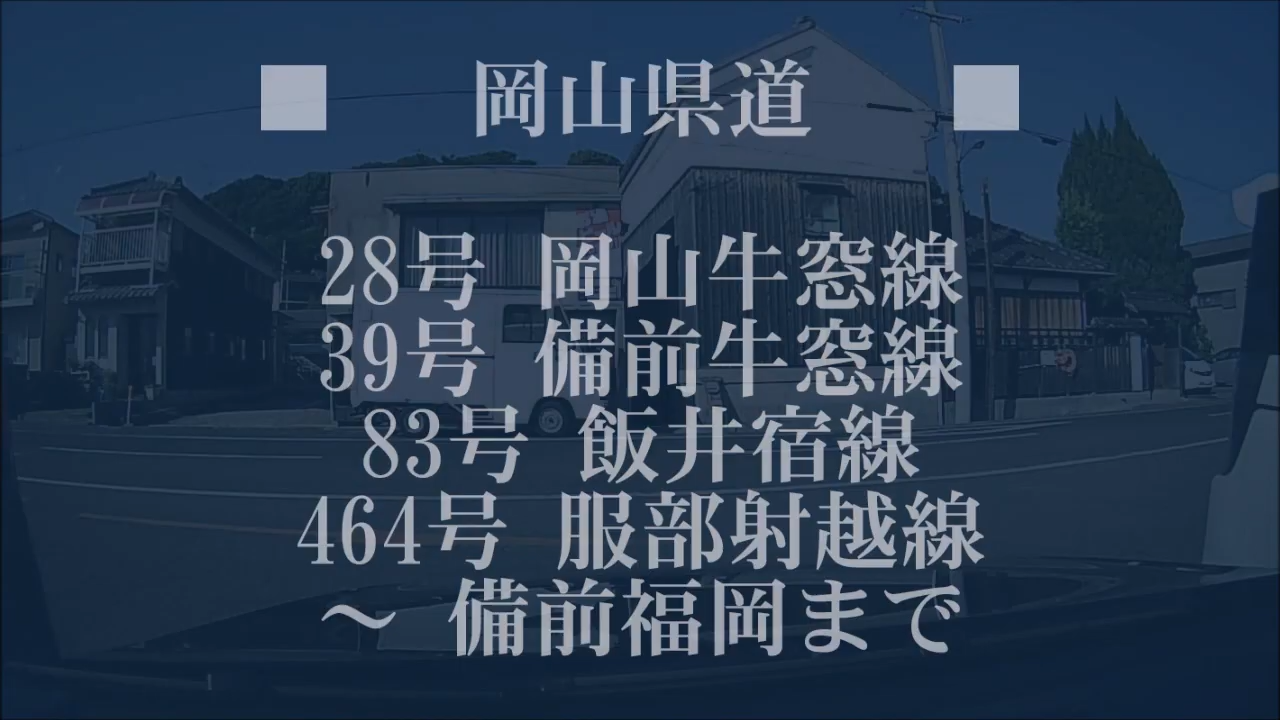 ■ 岡山県道 ■
28号 岡山牛窓線
39号 備前牛窓線
83号 飯井宿線
464号 服部射越線
～ 備前福岡まで